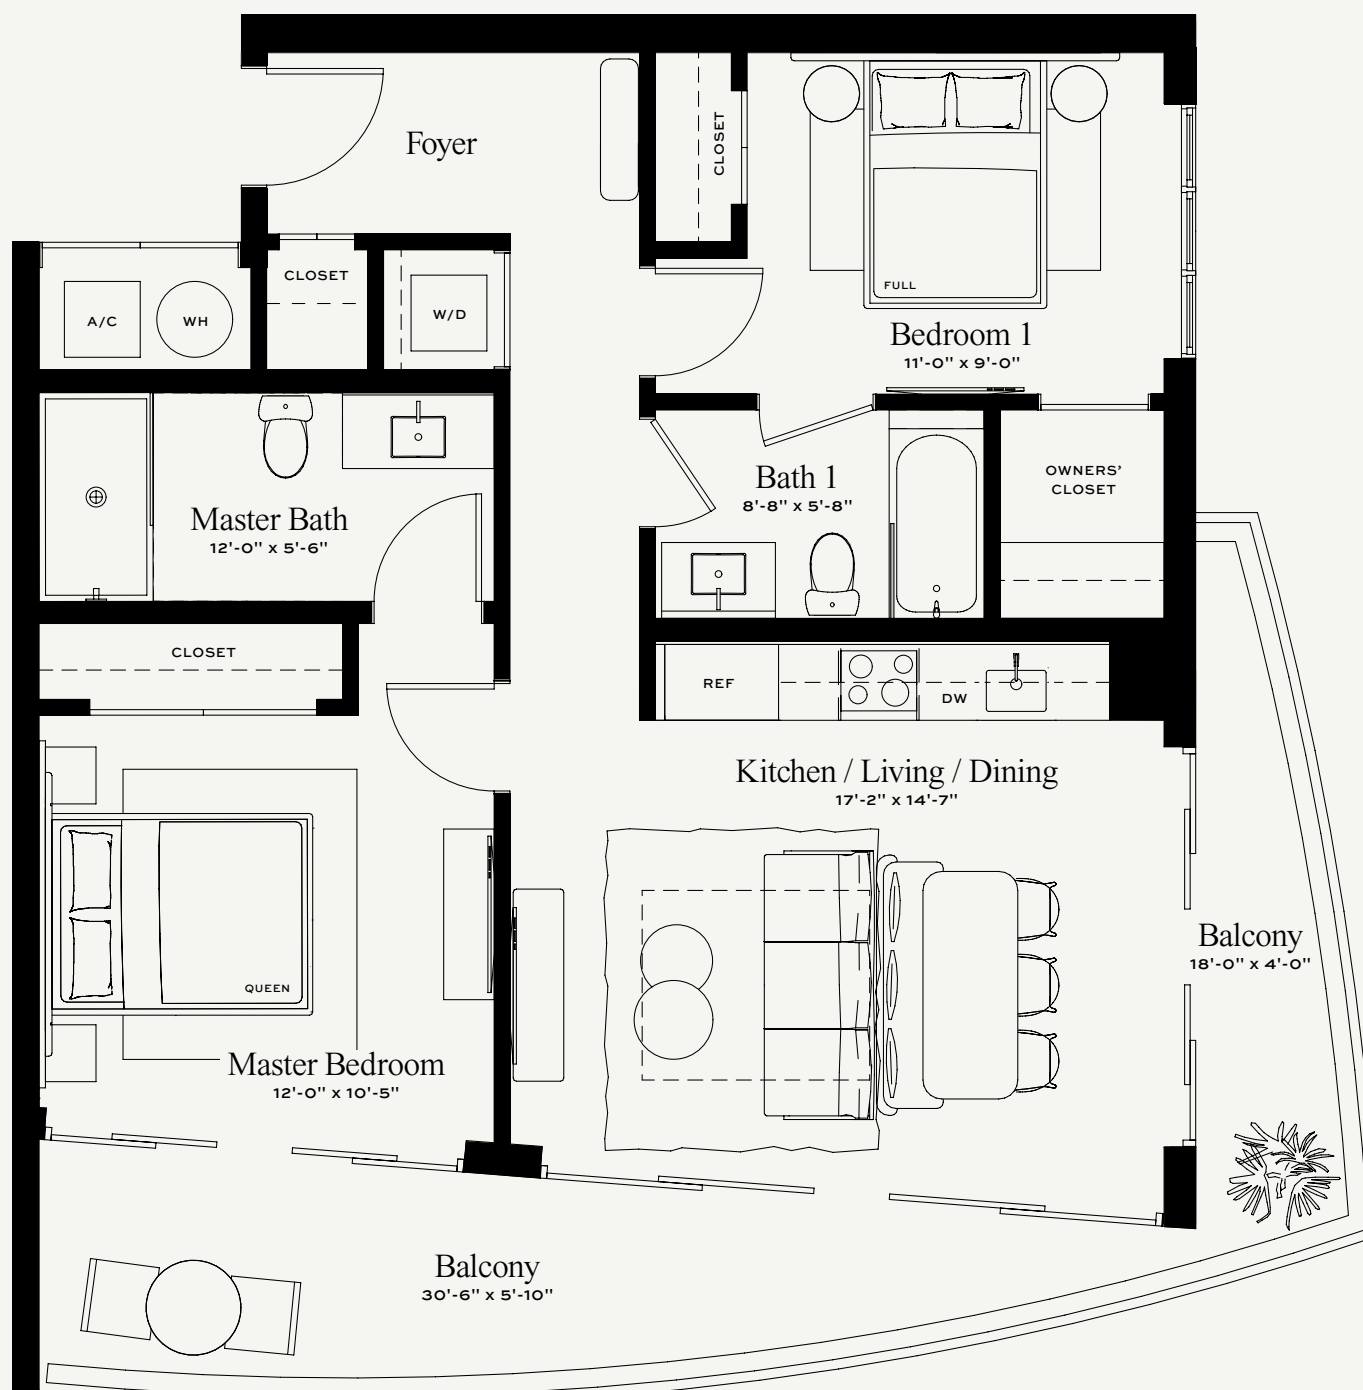 Foyer
CLOSET
FULL
Bedroom 1
11'-0" x 9'-0"
CLOSET
A/C
WH
W/D
Master Bath
12'-0" x 5'-6"
Bath 1
8'-8" x 5'-8"
OWNERS'
CLOSET
CLOSET
REF
DW
Kitchen / Living / Dining
17'-2" x 14'-7"
QUEEN
Master Bedroom
12'-0" x 10'-5"
Balcony
18'-0" x 4'-0"
Balcony
30'-6" x 5'-10"